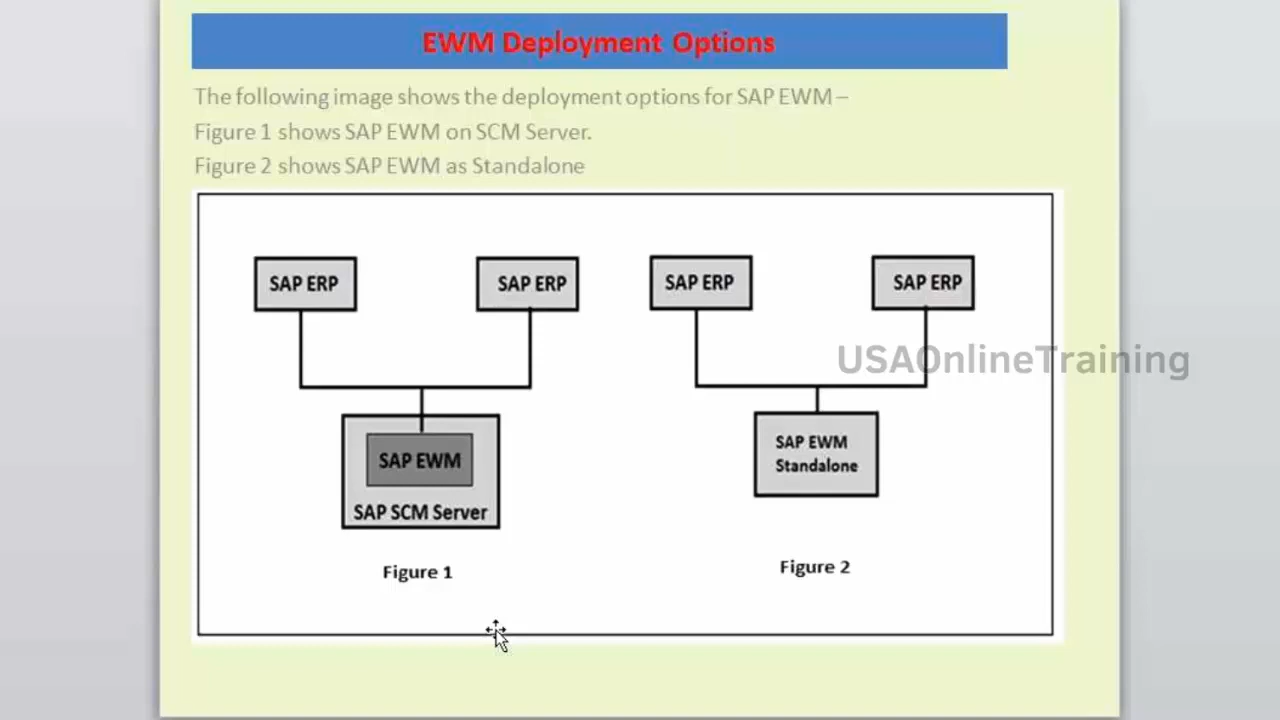 EWM Deployment Options
The following image shows the deployment options for SAP EWM –
Figure 1 shows SAP EWM on SCM Server.
Figure 2 shows SAP EWM as Standalone
SAP ERP
SAP ERP
SAP ERP
SAP ERP
USAOnlineTraining
SAP EWM
SAP SCM Server
SAP EWM
Standalone
Figure 1
Figure 2